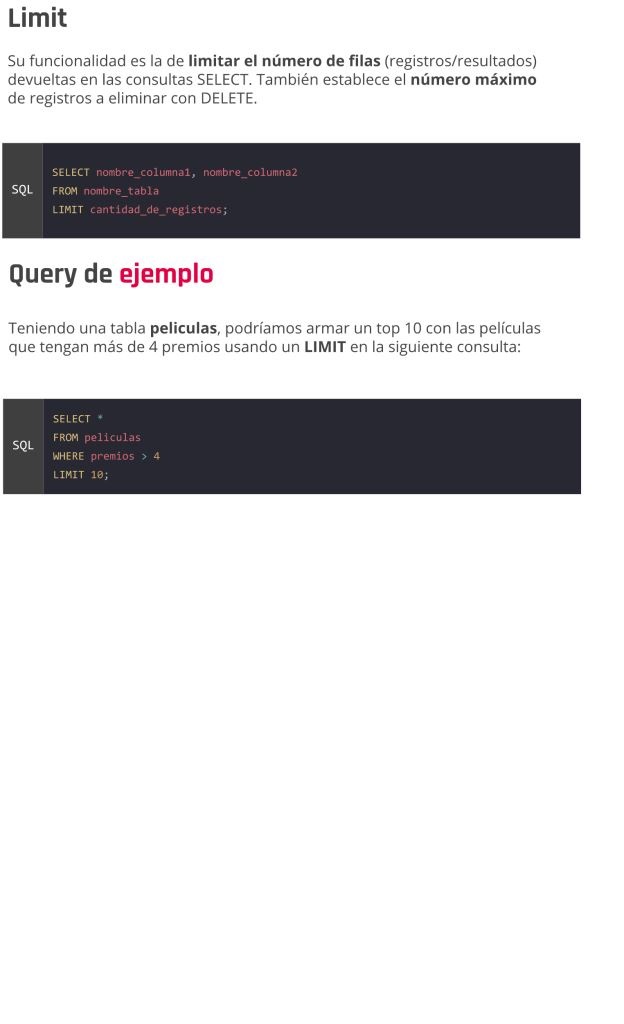 Limit
Su funcionalidad es la de limitar el número de filas (registros/resultados)
devueltas en las consultas SELECT. También establece el número máximo
de registros a eliminar con DELETE.
SQL
SELECT nombre_columna1, nombre_columna2
FROM nombre_tabla
LIMIT cantidad_de_registros;
Query de ejemplo
Teniendo una tabla peliculas, podríamos armar un top 10 con las películas
que tengan más de 4 premios usando un LIMIT en la siguiente consulta:
SQL
SELECT *
FROM peliculas
WHERE premios > 4
LIMIT 10;